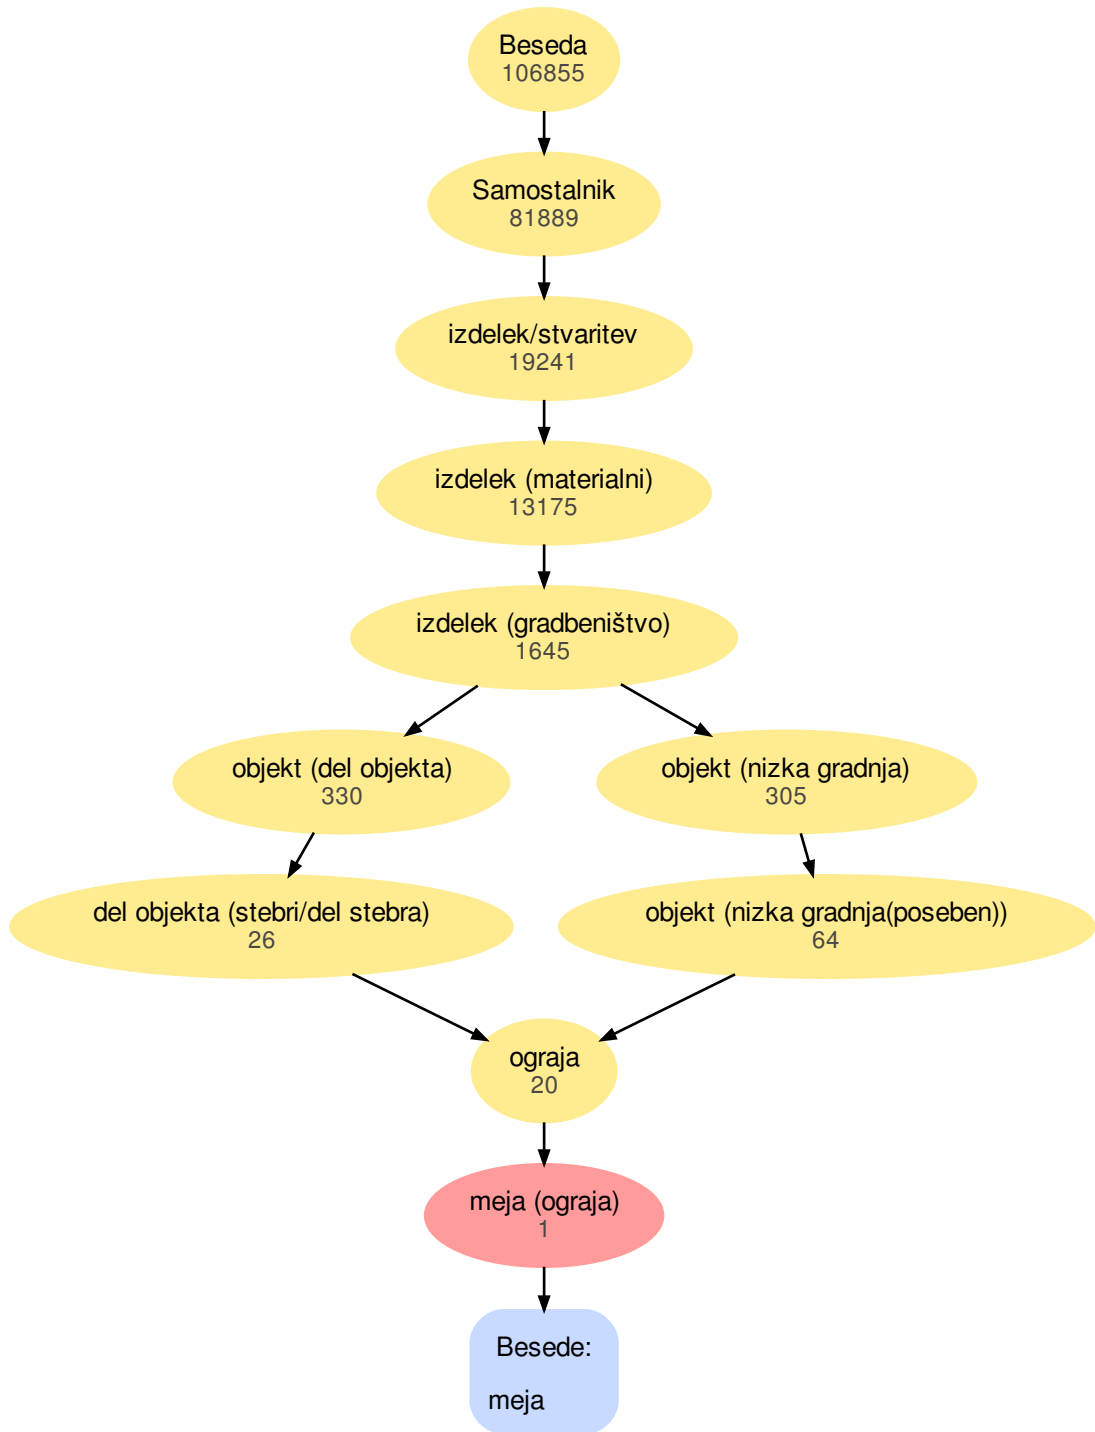 Beseda
106855
Samostalnik
81889
izdelek/stvaritev
19241
izdelek (materialni)
13175
izdelek (gradbeništvo)
1645
objekt (del objekta)
330
objekt (nizka gradnja)
305
del objekta (stebri/del stebra)
26
objekt (nizka gradnja(poseben))
64
ograja
20
meja (ograja)
1
Besede:
meja